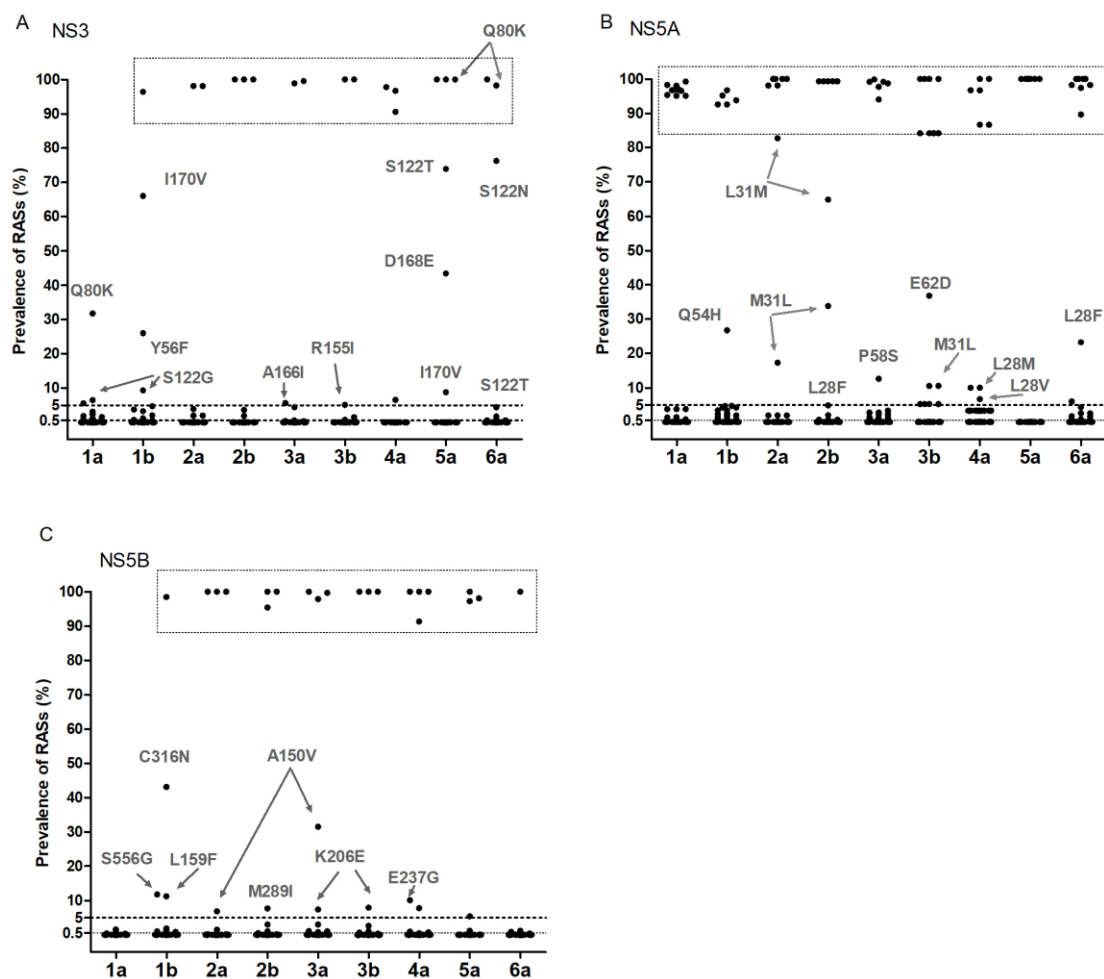 A
NS3
Q80K
Prevalence of RASs (%)
100
90
80
70
60
50
40
30
20
10
5
0.5
I170V
S122T
S122N
D168E
Q80K
Y56F
S122G
A166I
R155I
I170V
S122T
1a 1b 2a 2b 3a 3b 4a 5a 6a
B
NS5A
Prevalence of RASs (%)
100
90
80
70
60
50
40
30
20
10
5
0.5
L31M
Q54H
M31L
E62D
P58S
M31L
L28F
L28M
L28V
L28F
1a 1b 2a 2b 3a 3b 4a 5a 6a
C
NS5B
Prevalence of RASs (%)
100
90
80
70
60
50
40
30
20
10
5
0.5
C316N
A150V
S556G
L159F
M289I
K206E
E237G
1a 1b 2a 2b 3a 3b 4a 5a 6a